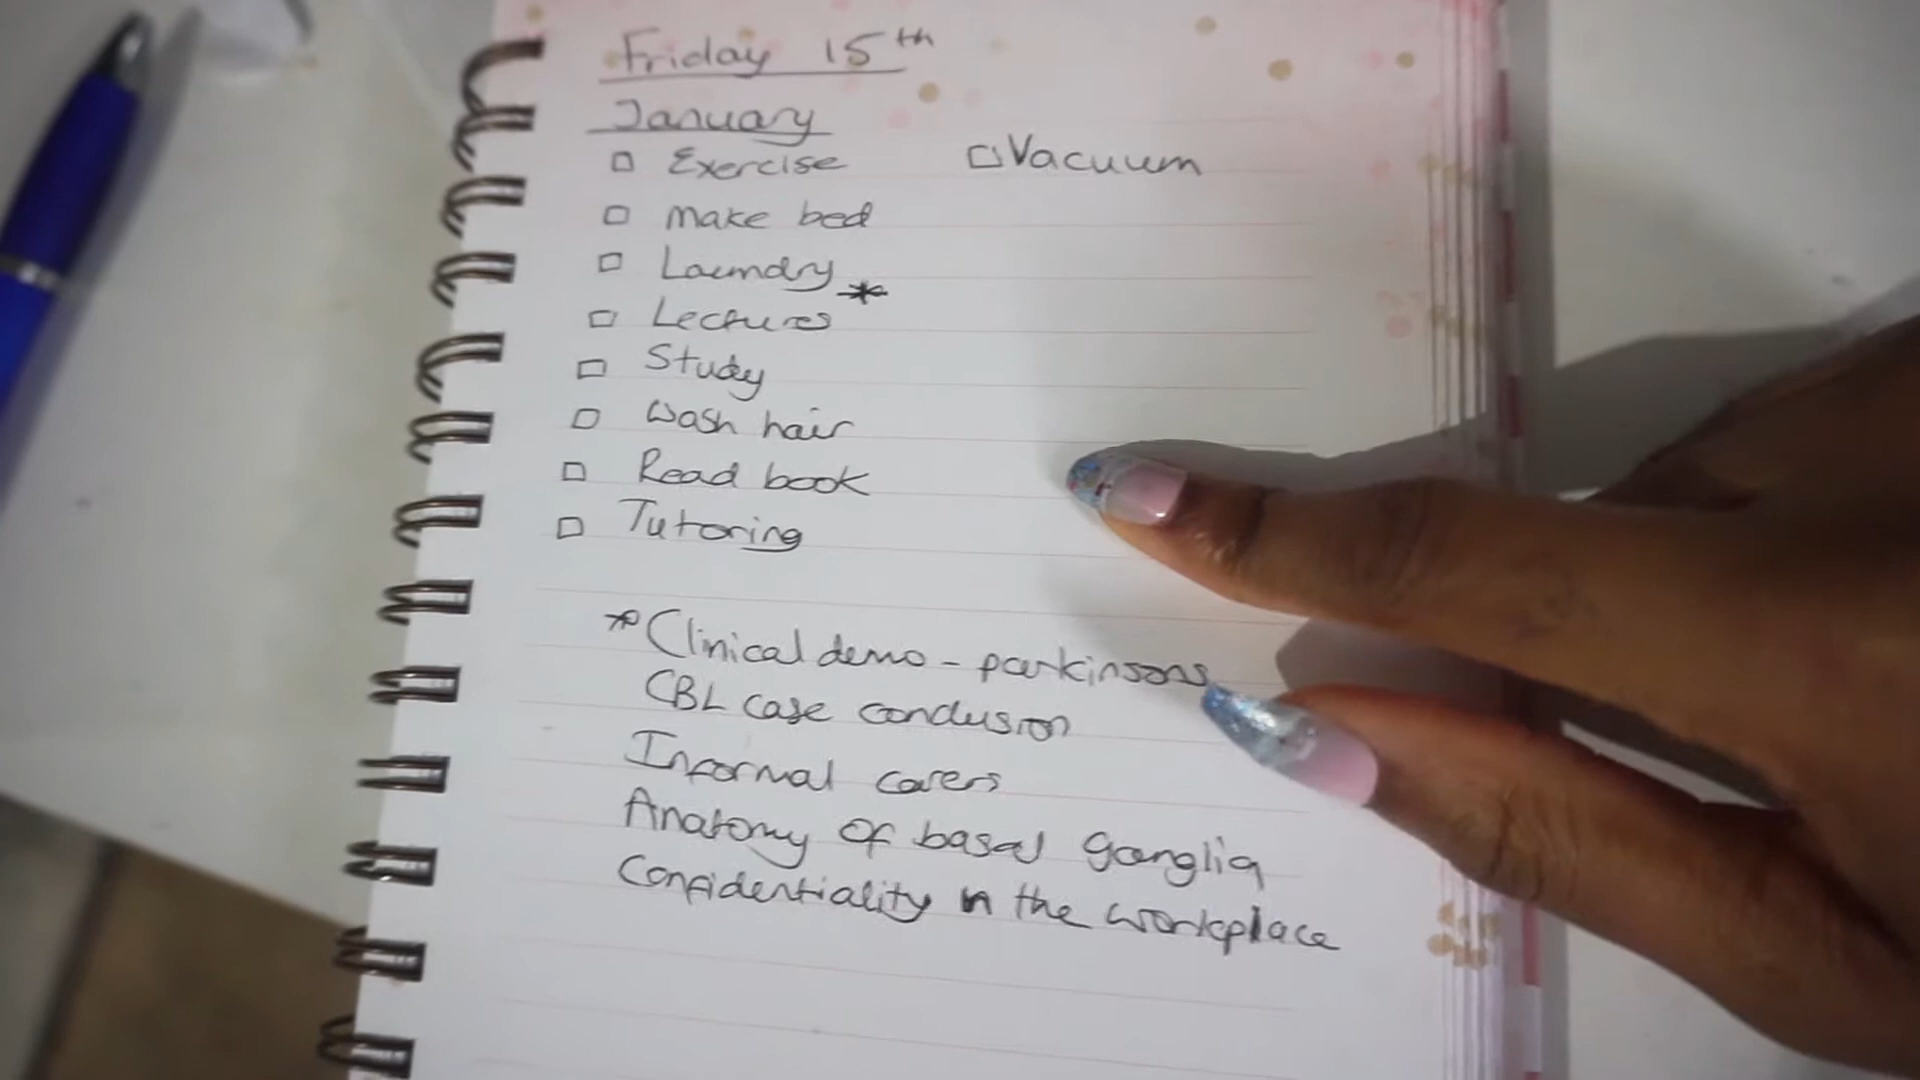 Friday 15th
January
□ Exercise □ Vacuum
□ make bed
□ Laundry
□ Lectures *
□ Study
□ Wash hair
□ Read book
□ Tutoring
* Clinical demo - parkinsons
CBL case conclusion
Informal carers
Anatomy of basal ganglia
Confidentiality in the workplace